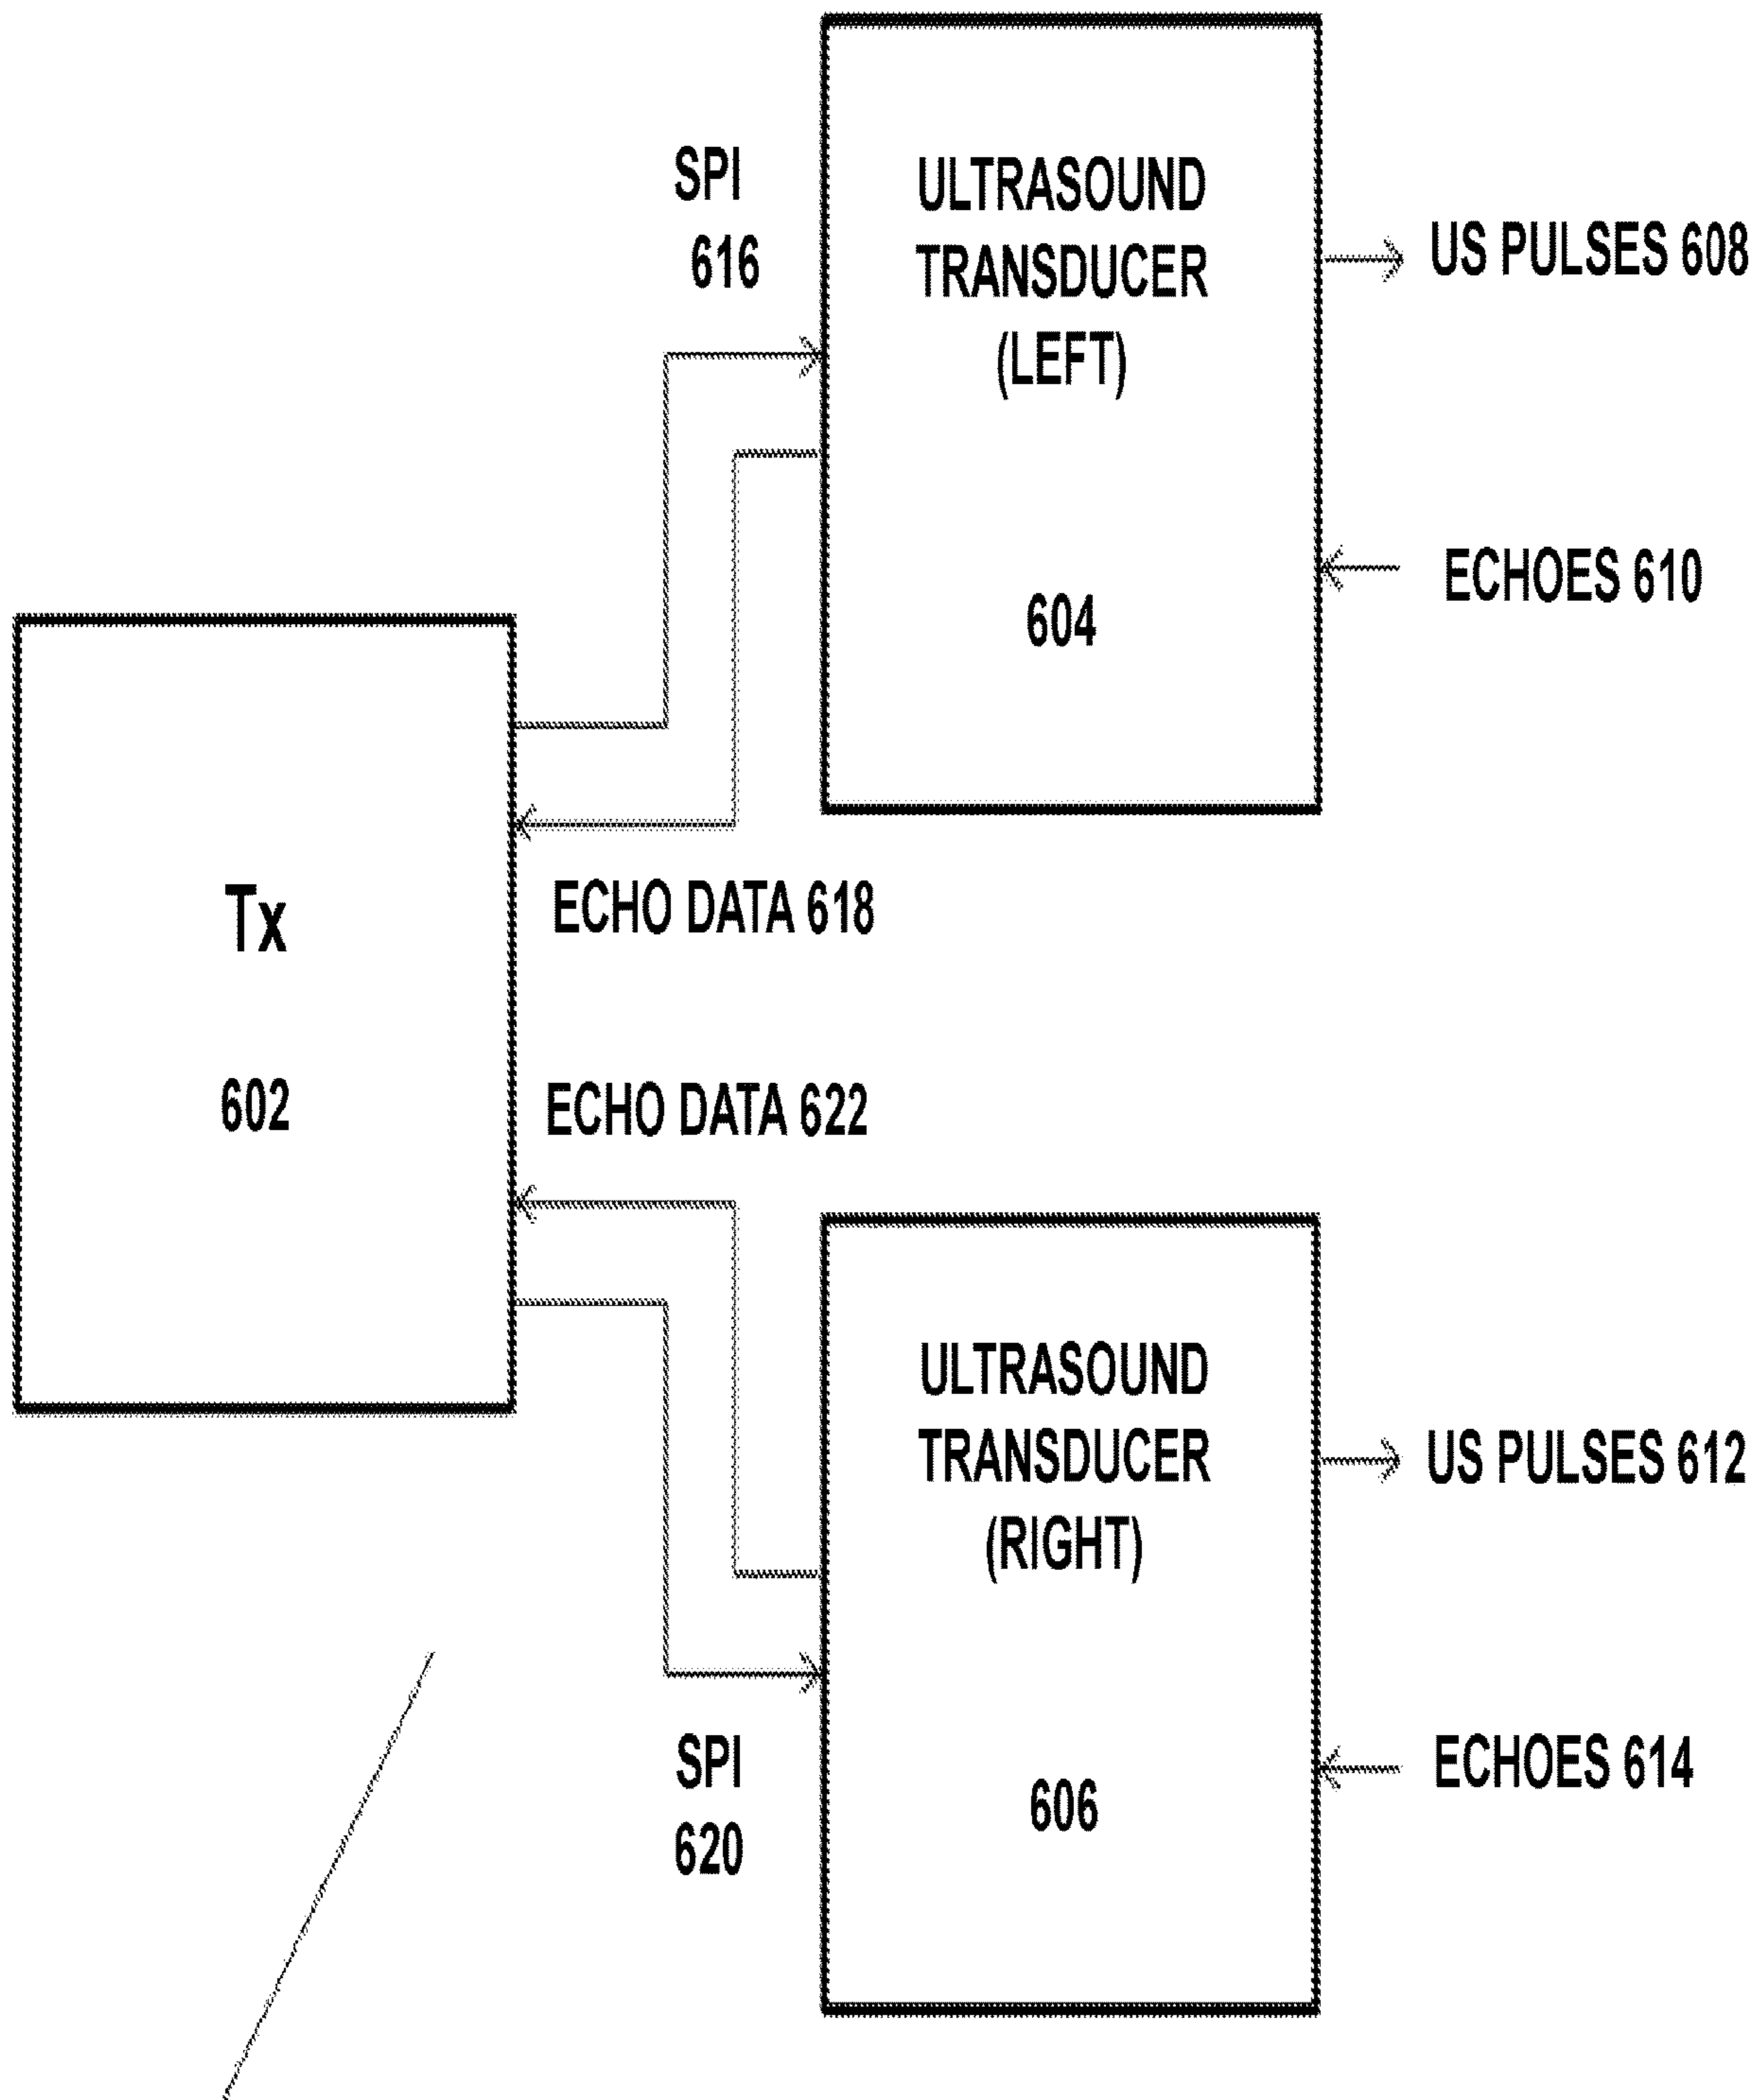 SPI
616
ULTRASOUND
TRANSDUCER
(LEFT)
604
US PULSES 608
ECHOES 610
Tx
602
ECHO DATA 618
ECHO DATA 622
ULTRASOUND
TRANSDUCER
(RIGHT)
606
US PULSES 612
ECHOES 614
SPI
620